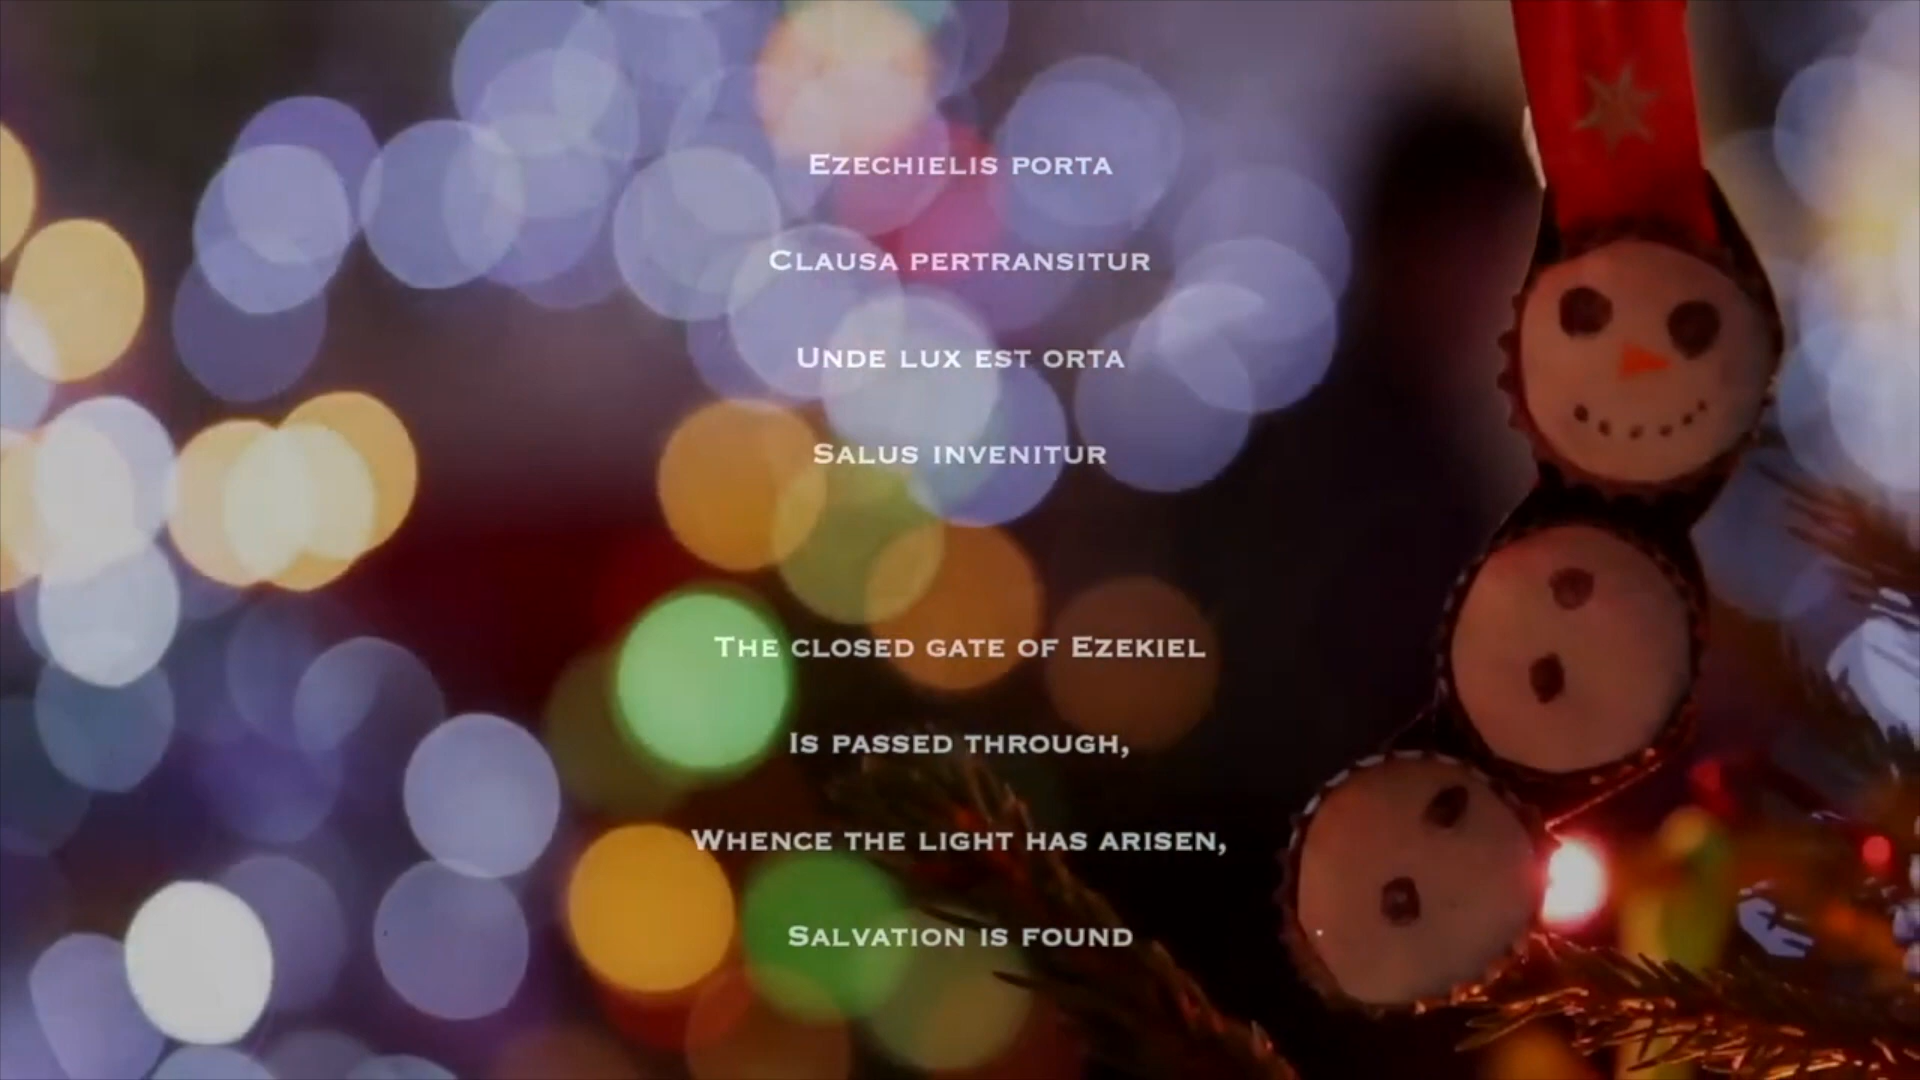 Ezechielis porta
Clausa pertransitur
Unde lux est orta
Salus invenitur
The closed gate of Ezekiel
Is passed through,
Whence the light has arisen,
Salvation is found